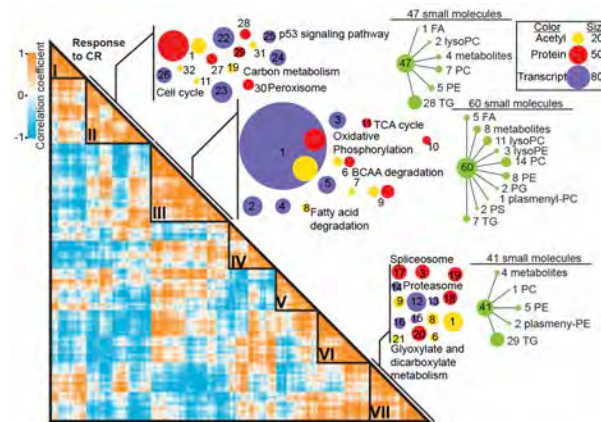 Correlation coefficient
1
0
-1
Response to CR
I
II
III
IV
V
VI
VII
28
22
25
p53 signaling pathway
1
29
31
24
32
27
19
Carbon metabolism
26
11
23
30
Peroxisome
Cell cycle
3
11
TCA cycle
Oxidative
Phosphorylation
10
1
6
BCAA degradation
5
7
9
2
4
8
Fatty acid
degradation
Spliceosome
17
3
19
14
Proteasome
9
12
13
18
16
15
8
1
21
20
6
Glyoxylate and
dicarboxylate
metabolism
47 small molecules
1 FA
2 lysoPC
4 metabolites
47
7 PC
5 PE
28 TG
60 small molecules
5 FA
8 metabolites
11 lysoPC
3 lysoPE
60
14 PC
8 PE
2 PG
1 plasmenyl-PC
2 PS
7 TG
41 small molecules
4 metabolites
1 PC
41
5 PE
2 plasmeny-PE
29 TG
Color
Acetyl
20
Protein
50
Transcript
80